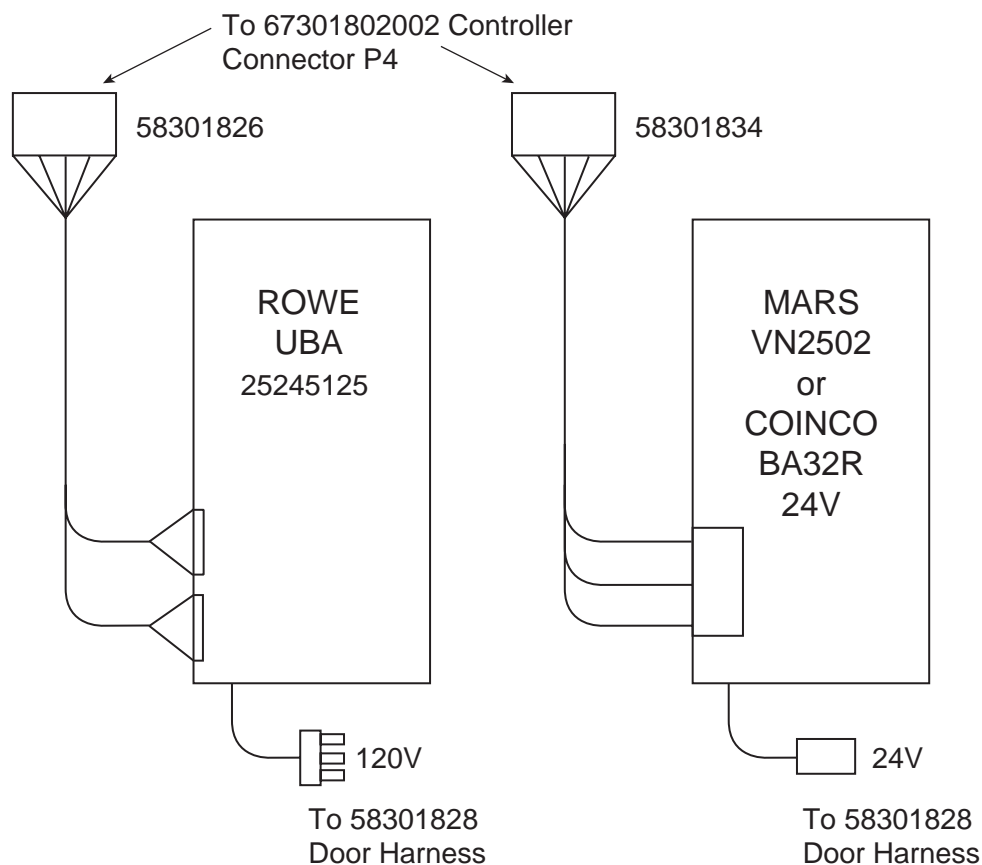 To 67301802002 Controller
Connector P4
58301826
58301834
ROWE
UBA
25245125
MARS
VN2502
or
COINCO
BA32R
24V
120V
24V
To 58301828
Door Harness
To 58301828
Door Harness